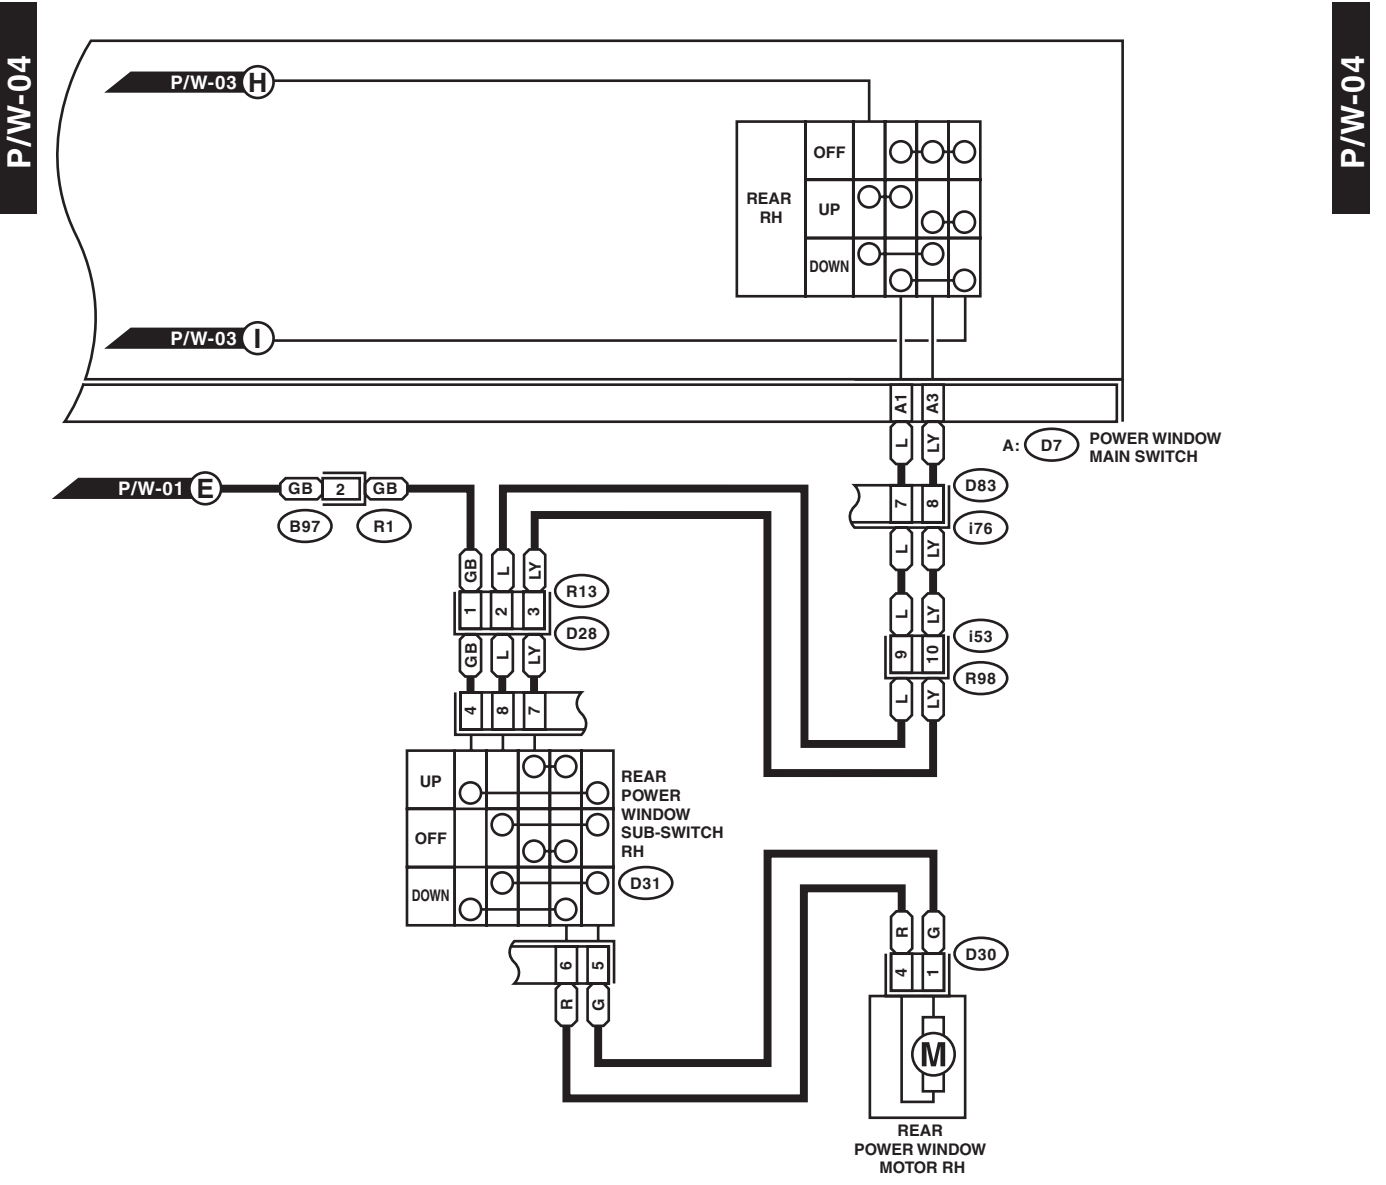 P/W-04
P/W-04
P/W-03 H
OFF
REAR
RH
UP
DOWN
P/W-03 I
A1 A3
L LY
A: D7 POWER WINDOW
MAIN SWITCH
P/W-01 E GB 2 GB
B97 R1
7 8 D83
i76
L LY
GB L LY
1 2 3 R13
D28
L LY
9 10 i53
R98
GB L LY
L LY
4 8 7
UP
OFF
DOWN
REAR
POWER
WINDOW
SUB-SWITCH
RH
D31
6 5
R G
R G
4 1 D30
M
REAR
POWER WINDOW
MOTOR RH